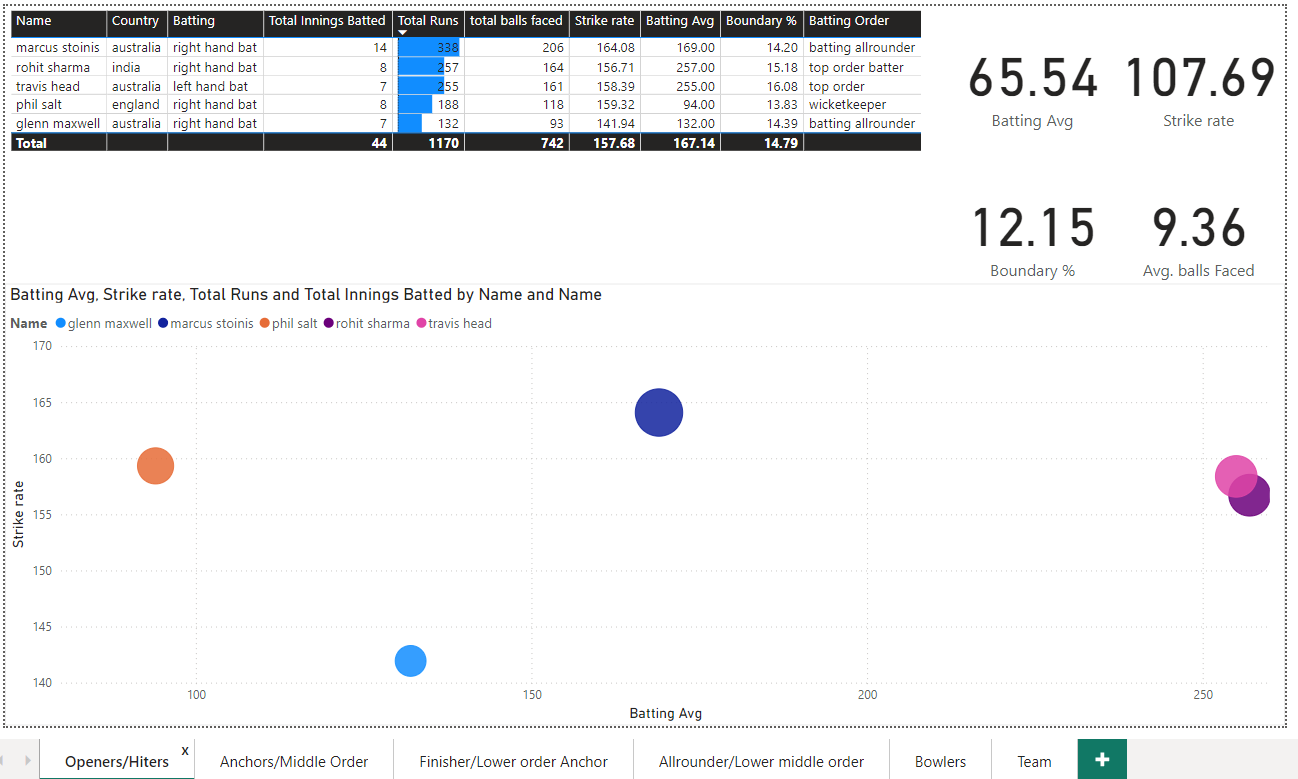 Name Country Batting Total Innings Batted Total Runs total balls faced Strike rate Batting Avg Boundary % Batting Order
marcus stoinis australia right hand bat 14 338 206 164.08 169.00 14.20 batting allrounder
rohit sharma india right hand bat 8 257 164 156.71 257.00 15.18 top order batter
travis head australia left hand bat 7 255 161 158.39 255.00 16.08 top order
phil salt england right hand bat 8 188 118 159.32 94.00 13.83 wicketkeeper
glenn maxwell australia right hand bat 7 132 93 141.94 132.00 14.39 batting allrounder
Total 44 1170 742 157.68 167.14 14.79
65.54 107.69
Batting Avg Strike rate
12.15 9.36
Boundary % Avg. balls Faced
Batting Avg, Strike rate, Total Runs and Total Innings Batted by Name and Name
Name glenn maxwell marcus stoinis phil salt rohit sharma travis head
170
165
160
155
150
145
140
Strike rate
100 150 200 250
Batting Avg
Openers/Hiters x Anchors/Middle Order Finisher/Lower order Anchor Allrounder/Lower middle order Bowlers Team +